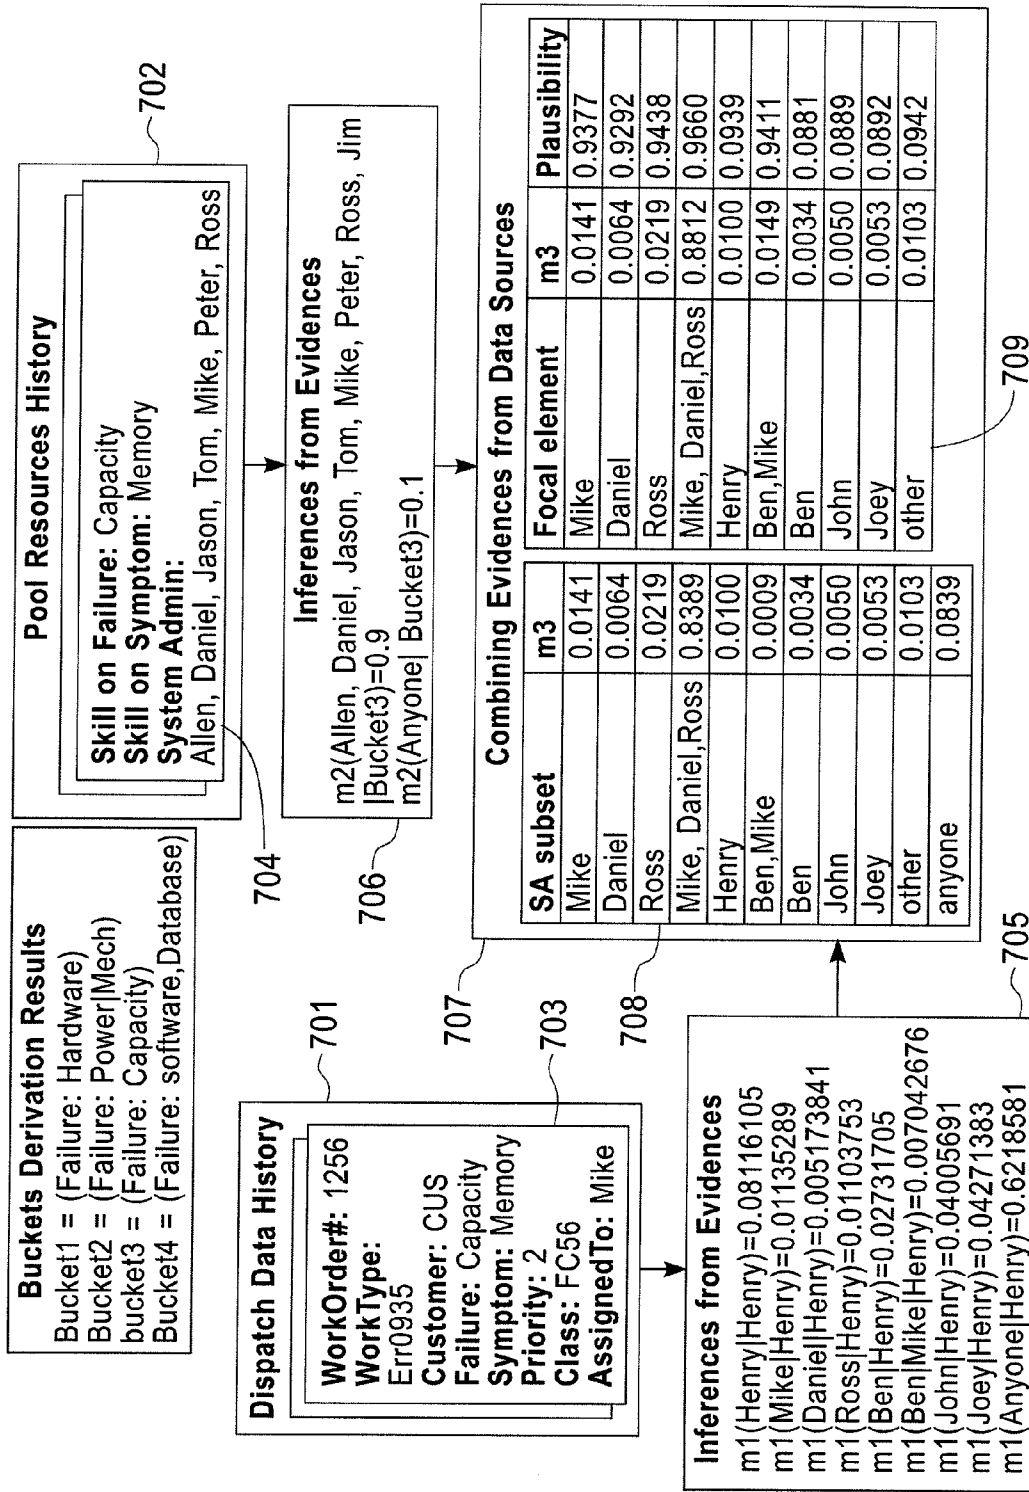 Buckets Derivation Results
Bucket1 = (Failure: Hardware)
Bucket2 = (Failure: Power|Mech)
bucket3 = (Failure: Capacity)
Bucket4 = (Failure: software,Database)
Pool Resources History
702
Skill on Failure: Capacity
Skill on Symptom: Memory
System Admin:
Allen, Daniel, Jason, Tom, Mike, Peter, Ross
704
Dispatch Data History
701
WorkOrder#: 1256
WorkType:
Err0935
Customer: CUS
Failure: Capacity
Symptom: Memory
Priority: 2
Class: FC56
AssignedTo: Mike
703
Inferences from Evidences
m2(Allen, Daniel, Jason, Tom, Mike, Peter, Ross, Jim
|Bucket3)=0.9
m2(Anyone| Bucket3)=0.1
706
Inferences from Evidences
m1(Henry|Henry)=0.08116105
m1(Mike|Henry)=0.01135289
m1(Daniel|Henry)=0.005173841
m1(Ross|Henry)=0.01103753
m1(Ben|Henry)=0.02731705
m1(Ben|Mike|Henry)=0.007042676
m1(John|Henry)=0.04005691
m1(Joey|Henry)=0.04271383
m1(Anyone|Henry)=0.6218581
705
707
Combining Evidences from Data Sources
SA subset m3
Mike 0.0141
Daniel 0.0064
Ross 0.0219
Mike, Daniel,Ross 0.8389
Henry 0.0100
Ben,Mike 0.0009
Ben 0.0034
John 0.0050
Joey 0.0053
other 0.0103
anyone 0.0839
708
Focal element m3 Plausibility
Mike 0.0141 0.9377
Daniel 0.0064 0.9292
Ross 0.0219 0.9438
Mike, Daniel,Ross 0.8812 0.9660
Henry 0.0100 0.0939
Ben,Mike 0.0149 0.9411
Ben 0.0034 0.0881
John 0.0050 0.0889
Joey 0.0053 0.0892
other 0.0103 0.0942
709